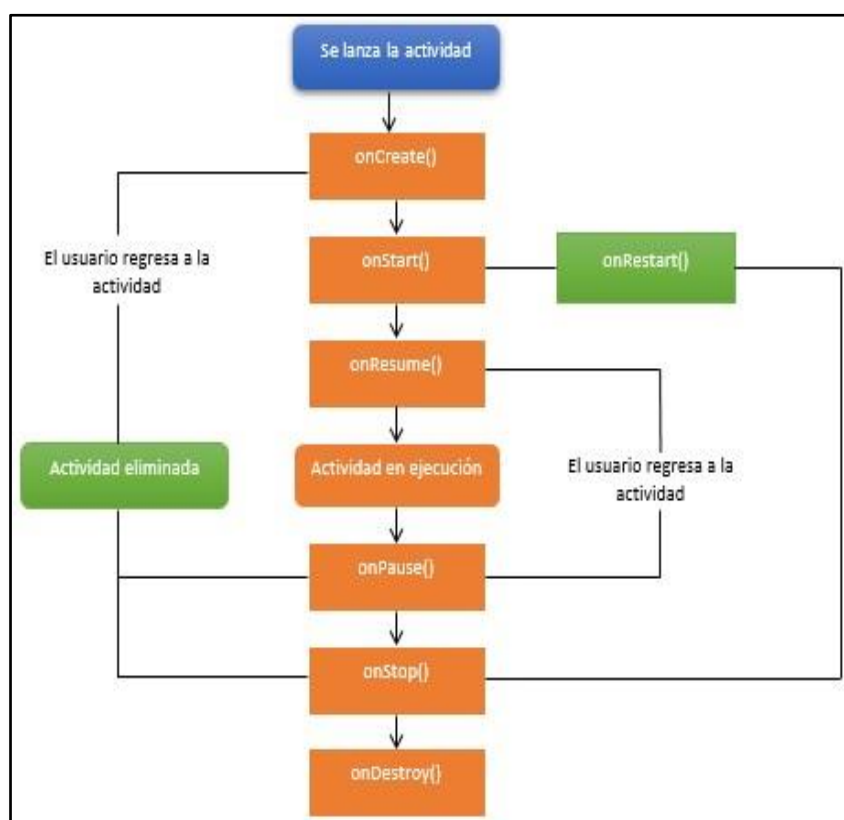 Se lanza la actividad
onCreate()
El usuario regresa a la
actividad
onStart()
onRestart()
onResume()
Actividad eliminada
Actividad en ejecución
El usuario regresa a la
actividad
onPause()
onStop()
onDestroy()